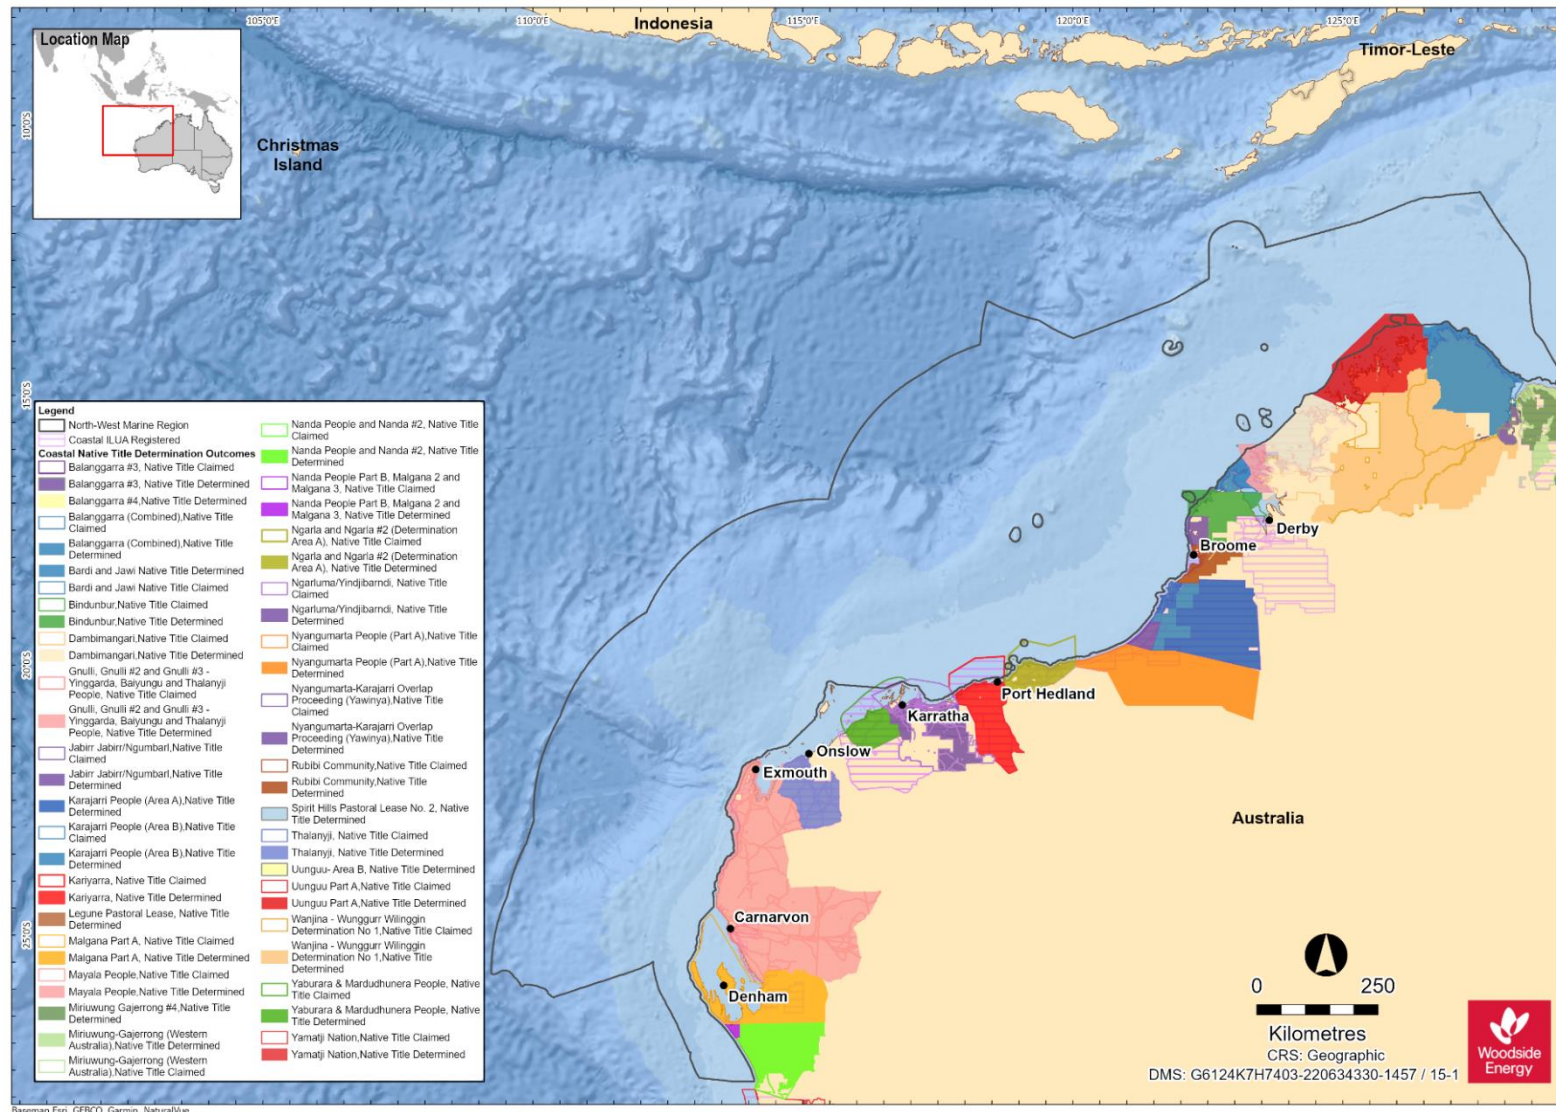 105°0'E
110°0'E
115°0'E
120°0'E
125°0'E
Location Map
Indonesia
Timor-Leste
10°0'S
Christmas
Island
15°0'S
20°0'S
25°0'S
Derby
Broome
Port Hedland
Karratha
Onslow
Exmouth
Australia
Carnarvon
Denham
Legend
North-West Marine Region
Coastal ILUA Registered
Coastal Native Title Determination Outcomes
Balanggarra #3, Native Title Claimed
Balanggarra #3, Native Title Determined
Balanggarra #4,Native Title Determined
Balanggarra (Combined),Native Title
Claimed
Balanggarra (Combined),Native Title
Determined
Bardi and Jawi Native Title Determined
Bardi and Jawi Native Title Claimed
Bindunbur,Native Title Claimed
Bindunbur,Native Title Determined
Dambimangari,Native Title Claimed
Dambimangari,Native Title Determined
Gnulli, Gnulli #2 and Gnulli #3 -
Yinggarda, Baiyungu and Thalanyji
People, Native Title Claimed
Gnulli, Gnulli #2 and Gnulli #3 -
Yinggarda, Baiyungu and Thalanyji
People, Native Title Determined
Jabirr Jabirr/Ngumbarl,Native Title
Claimed
Jabirr Jabirr/Ngumbarl,Native Title
Determined
Karajarri People (Area A),Native Title
Determined
Karajarri People (Area B),Native Title
Claimed
Karajarri People (Area B),Native Title
Determined
Kariyarra, Native Title Claimed
Kariyarra, Native Title Determined
Legune Pastoral Lease, Native Title
Determined
Malgana Part A, Native Title Claimed
Malgana Part A, Native Title Determined
Mayala People,Native Title Claimed
Mayala People,Native Title Determined
Miriuwung Gajerrong #4,Native Title
Determined
Miriuwung-Gajerrong (Western
Australia),Native Title Determined
Miriuwung-Gajerrong (Western
Australia),Native Title Claimed
Nanda People and Nanda #2, Native Title
Claimed
Nanda People and Nanda #2, Native Title
Determined
Nanda People Part B, Malgana 2 and
Malgana 3, Native Title Claimed
Nanda People Part B, Malgana 2 and
Malgana 3, Native Title Determined
Ngarla and Ngarla #2 (Determination
Area A), Native Title Claimed
Ngarla and Ngarla #2 (Determination
Area A), Native Title Determined
Ngarluma/Yindjibarndi, Native Title
Claimed
Ngarluma/Yindjibarndi, Native Title
Determined
Nyangumarta People (Part A),Native Title
Claimed
Nyangumarta People (Part A),Native Title
Determined
Nyangumarta-Karajarri Overlap
Proceeding (Yawinya),Native Title
Claimed
Nyangumarta-Karajarri Overlap
Proceeding (Yawinya),Native Title
Determined
Rubibi Community,Native Title Claimed
Rubibi Community,Native Title
Determined
Spirit Hills Pastoral Lease No. 2, Native
Title Determined
Thalanyji, Native Title Claimed
Thalanyji, Native Title Determined
Uunguu- Area B, Native Title Determined
Uunguu Part A,Native Title Claimed
Uunguu Part A,Native Title Determined
Wanjina - Wunggurr Wilinggin
Determination No 1,Native Title Claimed
Wanjina - Wunggurr Wilinggin
Determination No 1,Native Title
Determined
Yaburara & Mardudhunera People, Native
Title Claimed
Yaburara & Mardudhunera People, Native
Title Determined
Yamatji Nation,Native Title Claimed
Yamatji Nation,Native Title Determined
0 250
Kilometres
CRS: Geographic
DMS: G6124K7H7403-220634330-1457 / 15-1
Woodside
Energy
Basemap Esri, GEBCO, Garmin, NaturalVue